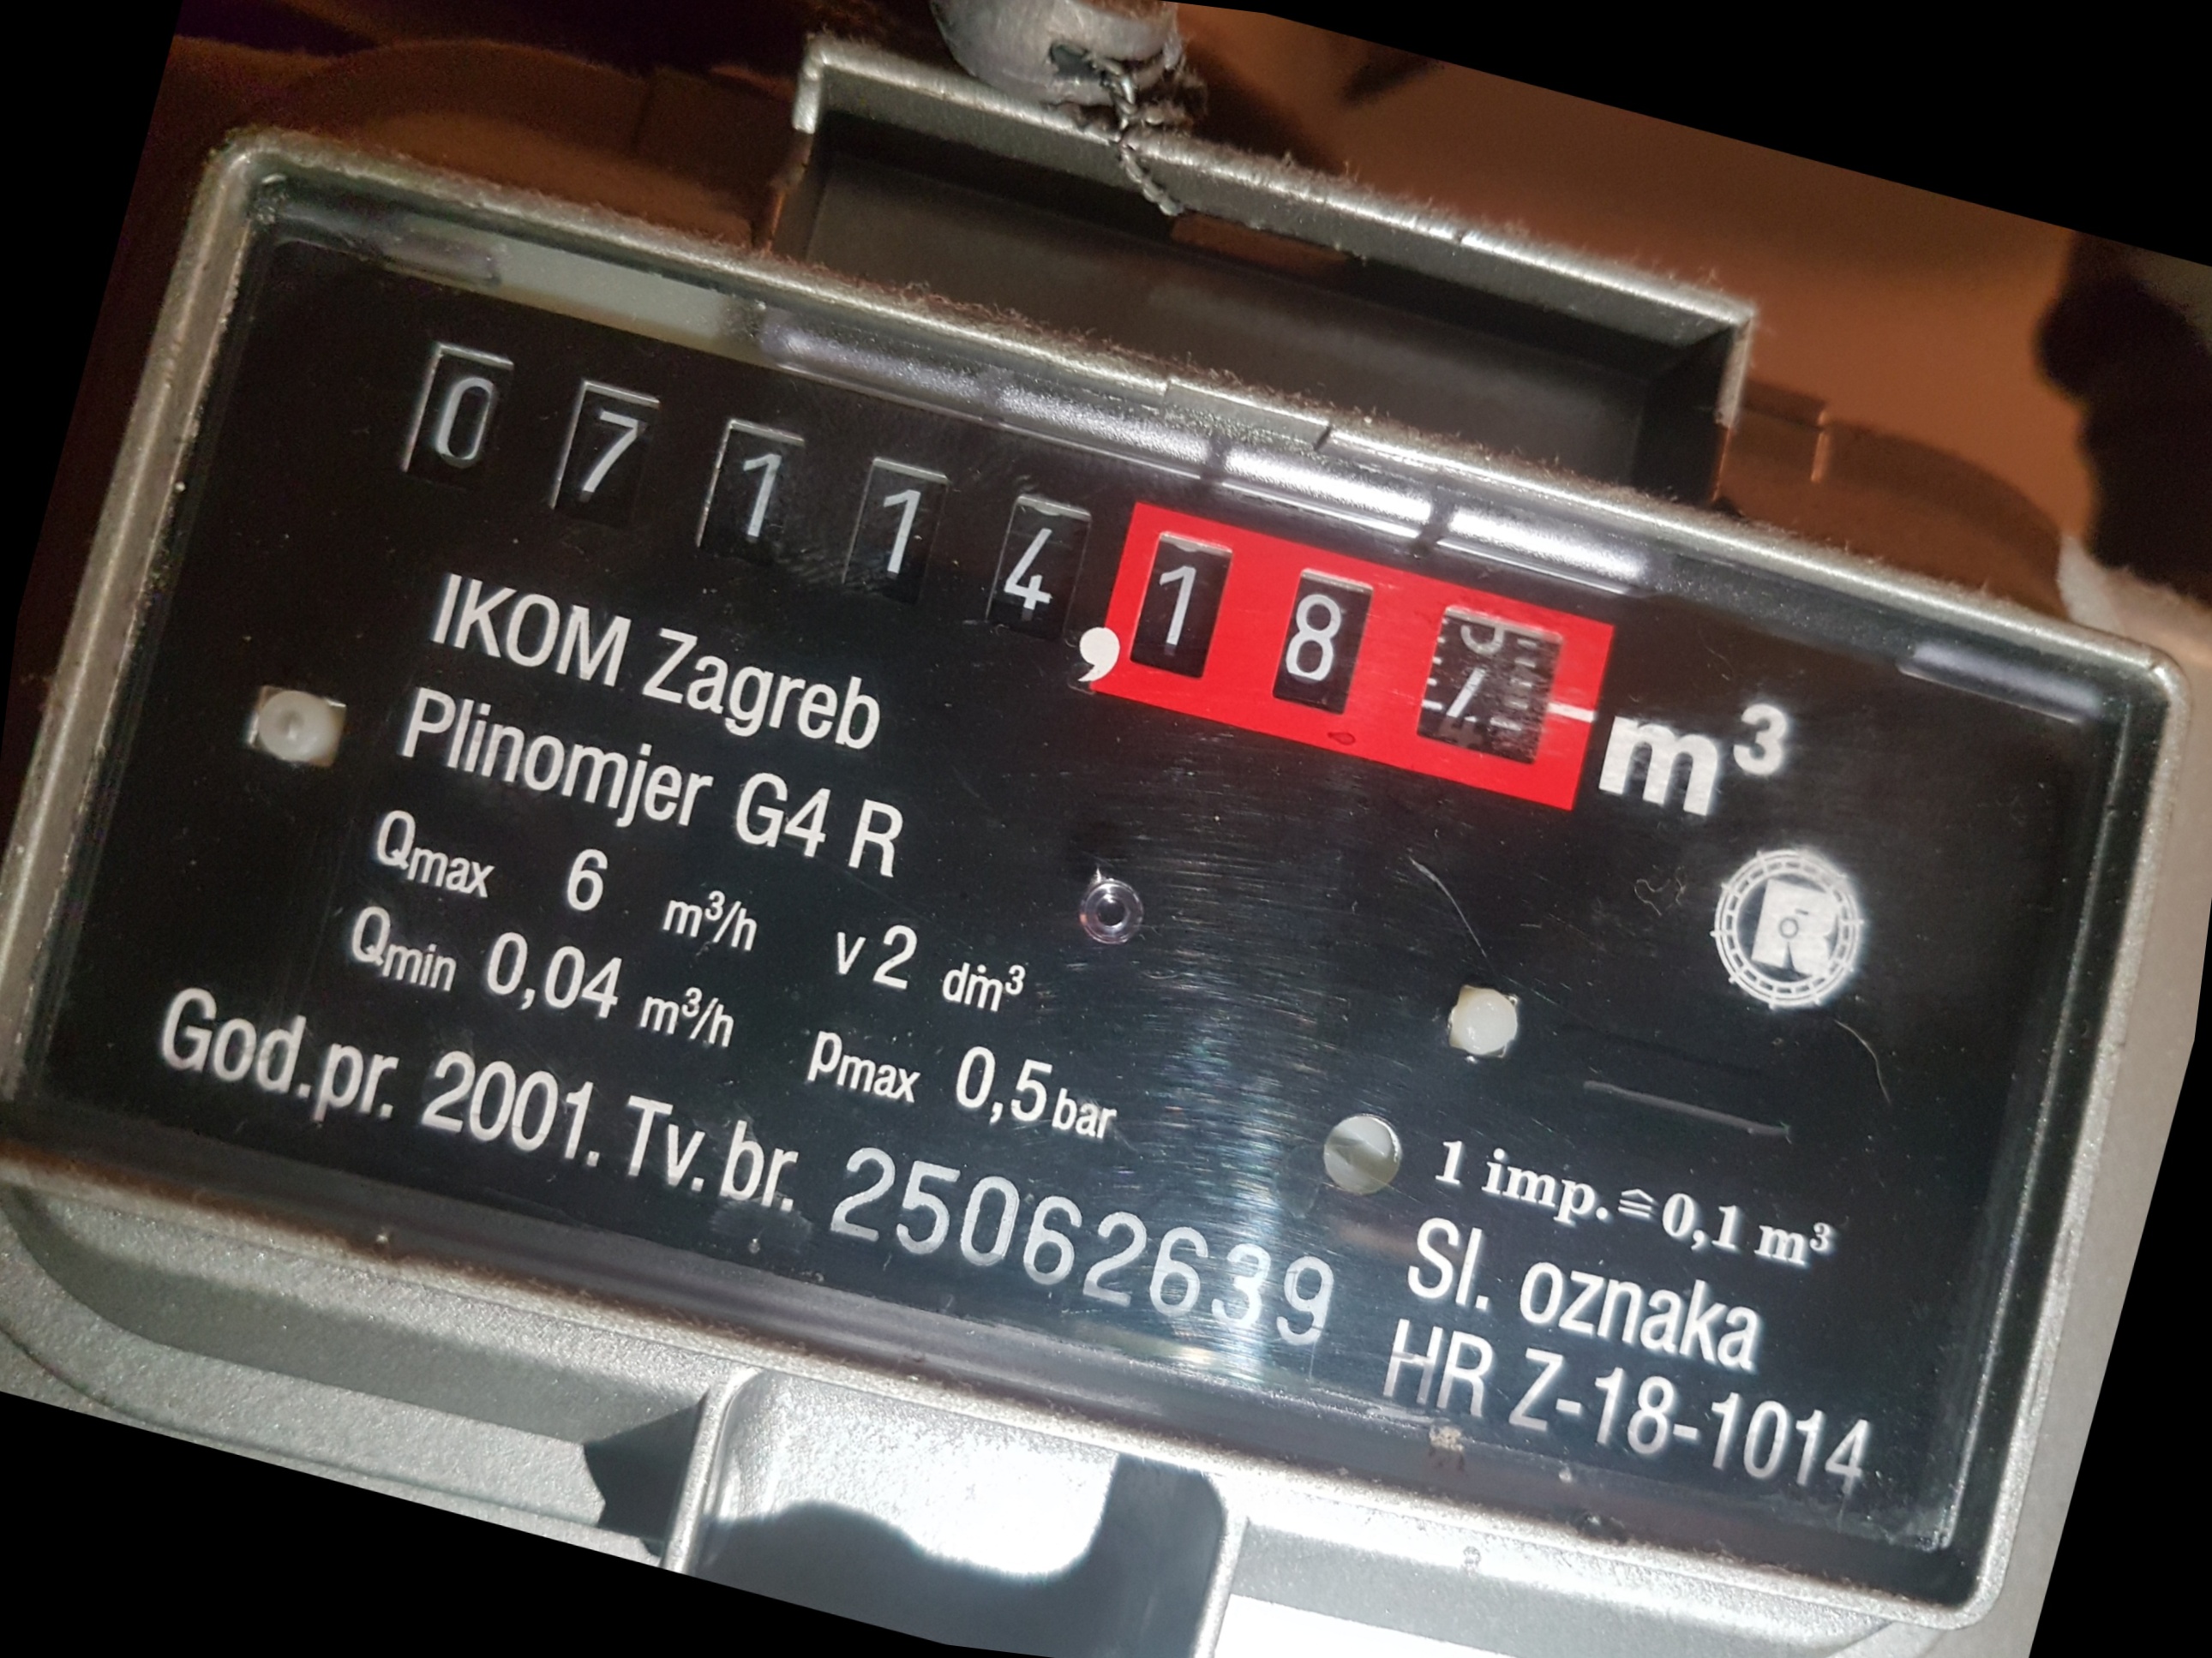 07114,18 m³
IKOM Zagreb
Plinomjer G4 R
Qmax 6 m³/h v 2 dm³
Qmin 0,04 m³/h pmax 0,5 bar
God.pr. 2001. Tv. br. 25062639
R
1 imp.≙0,1 m³
Sl. oznaka
HR Z-18-1014